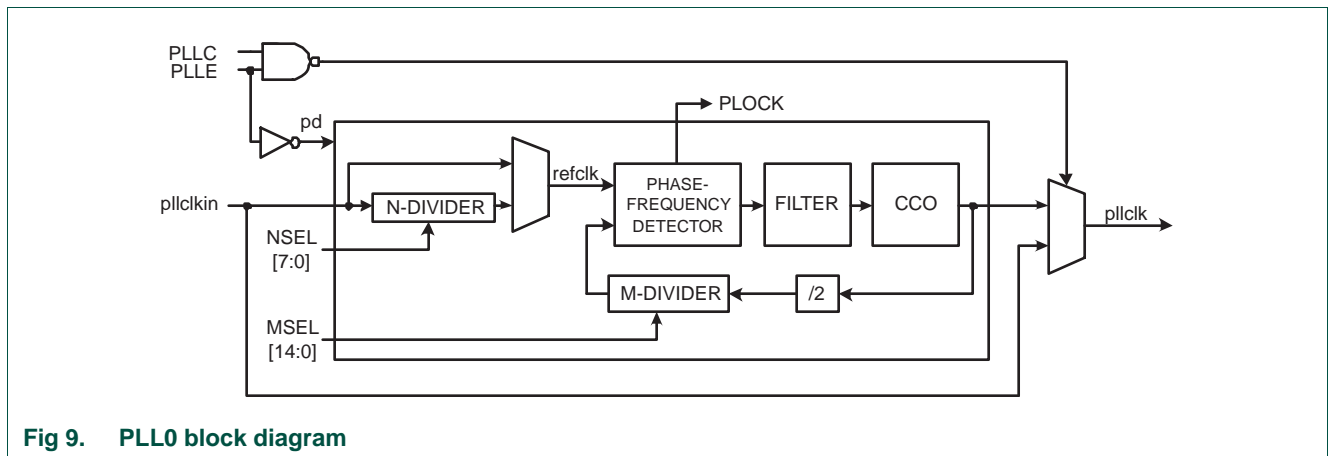 PLLC
PLLE
pd
PLOCK
pllclkin
N-DIVIDER
refclk
PHASE-
FREQUENCY
DETECTOR
FILTER
CCO
pllclk
NSEL
[7:0]
M-DIVIDER
/2
MSEL
[14:0]
Fig 9. PLL0 block diagram